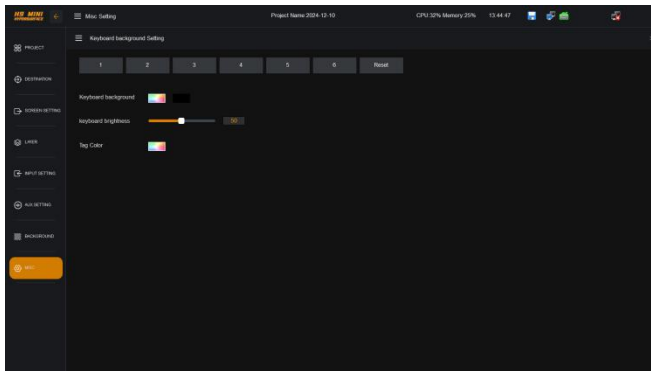 Misc Setting
Project Name:2024-12-10
CPU:32% Memory:25%
13:44:47
Keyboard background Setting
PROJECT
DESTINATION
SCREEN SETTING
LAYER
INPUT SETTING
AUX SETTING
BACKGROUND
MISC
1 2 3 4 5 6 Reset
Keyboard background
Keyboard brightness 50
Tag Color